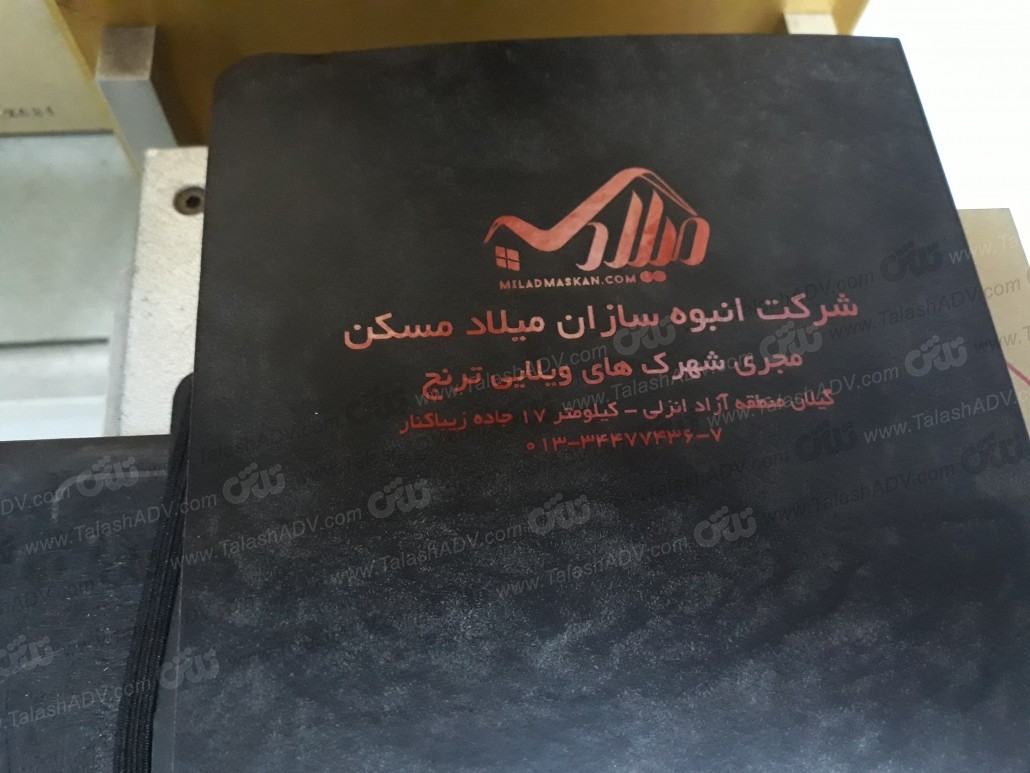 میلاد
MILADMASKAN.COM
شرکت انبوه سازان میلاد مسکن
مجری شهرک های ویلایی ترنج
گیلان منطقه آزاد انزلی - کیلومتر ۱۷ جاده زیباکنار
۰۱۳-۳۴۴۷۷۴۳۶-۷
تلاش www.TalashADV.com